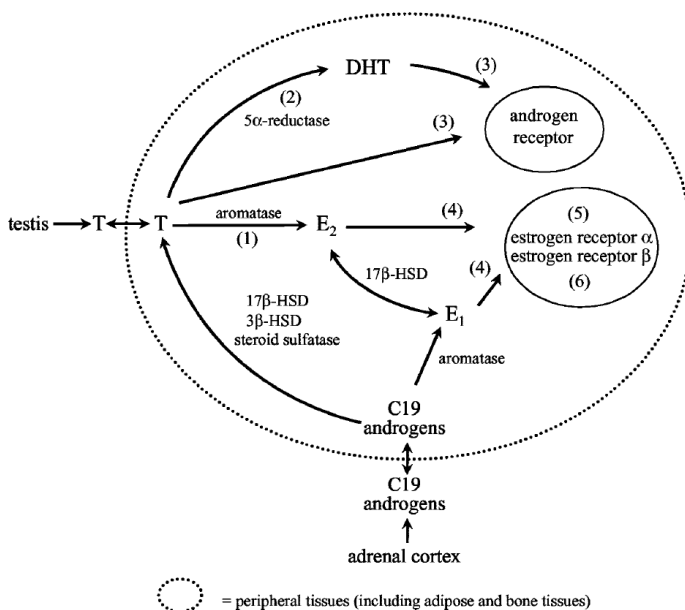 DHT
(3)
(2)
5α-reductase
androgen
receptor
(3)
testis
T
T
aromatase
(1)
E2
(4)
(5)
estrogen receptor α
estrogen receptor β
(6)
17β-HSD
(4)
17β-HSD
3β-HSD
steroid sulfatase
E1
aromatase
C19
androgens
C19
androgens
adrenal cortex
= peripheral tissues (including adipose and bone tissues)